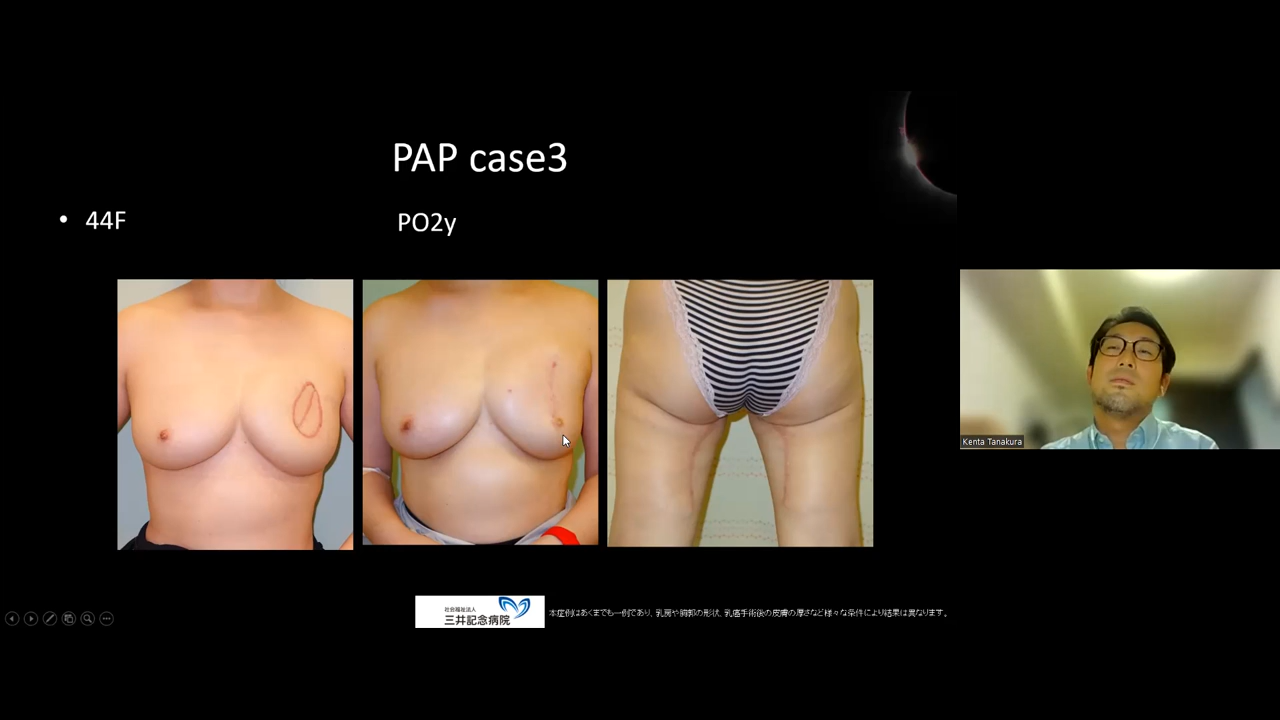 PAP case3
• 44F
PO2y
Kenta Tanakura
社会福祉法人
三井記念病院
本症例はあくまでも一例であり、乳房や胸郭の形状、乳癌手術後の皮膚の厚さなど様々な条件により結果は異なります。